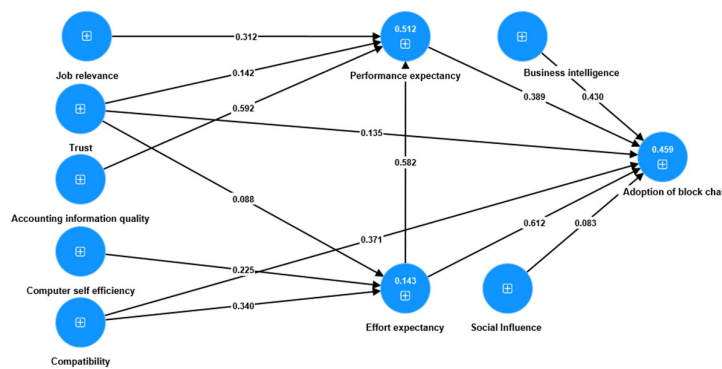 0.512
0.312
Job relevance
Performance expectancy
Business intelligence
0.142
0.389
0.430
0.592
Trust
0.135
0.459
0.582
Adoption of block chai
Accounting information quality
0.088
0.371
0.612
0.083
Computer self efficiency
0.225
0.143
0.340
Effort expectancy
Social Influence
Compatibility